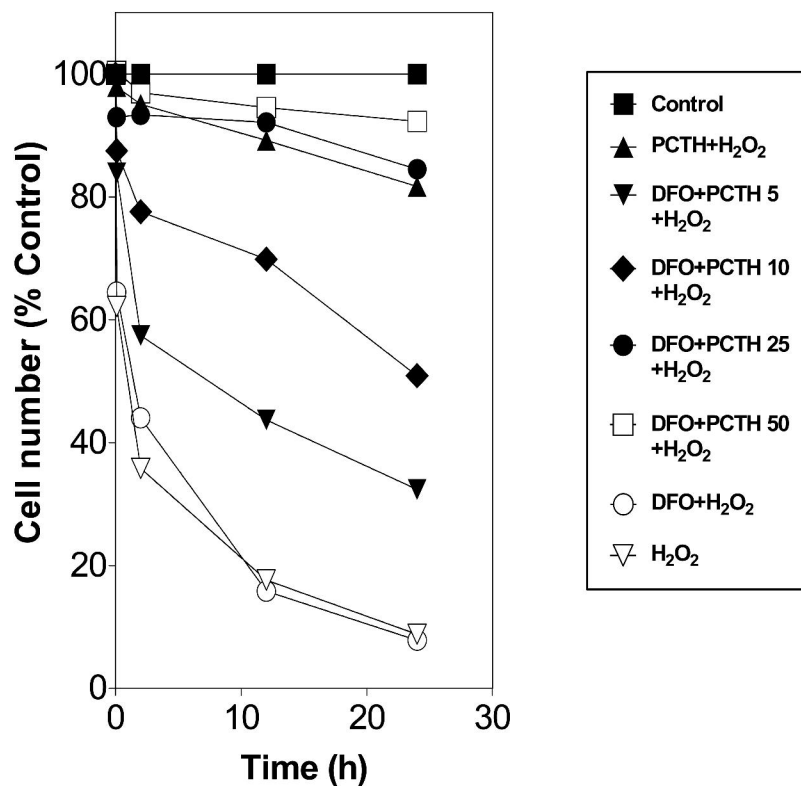 Cell number (% Control)
100
80
60
40
20
0
0 10 20 30
Time (h)
Control
PCTH+H₂O₂
DFO+PCTH 5
+H₂O₂
DFO+PCTH 10
+H₂O₂
DFO+PCTH 25
+H₂O₂
DFO+PCTH 50
+H₂O₂
DFO+H₂O₂
H₂O₂